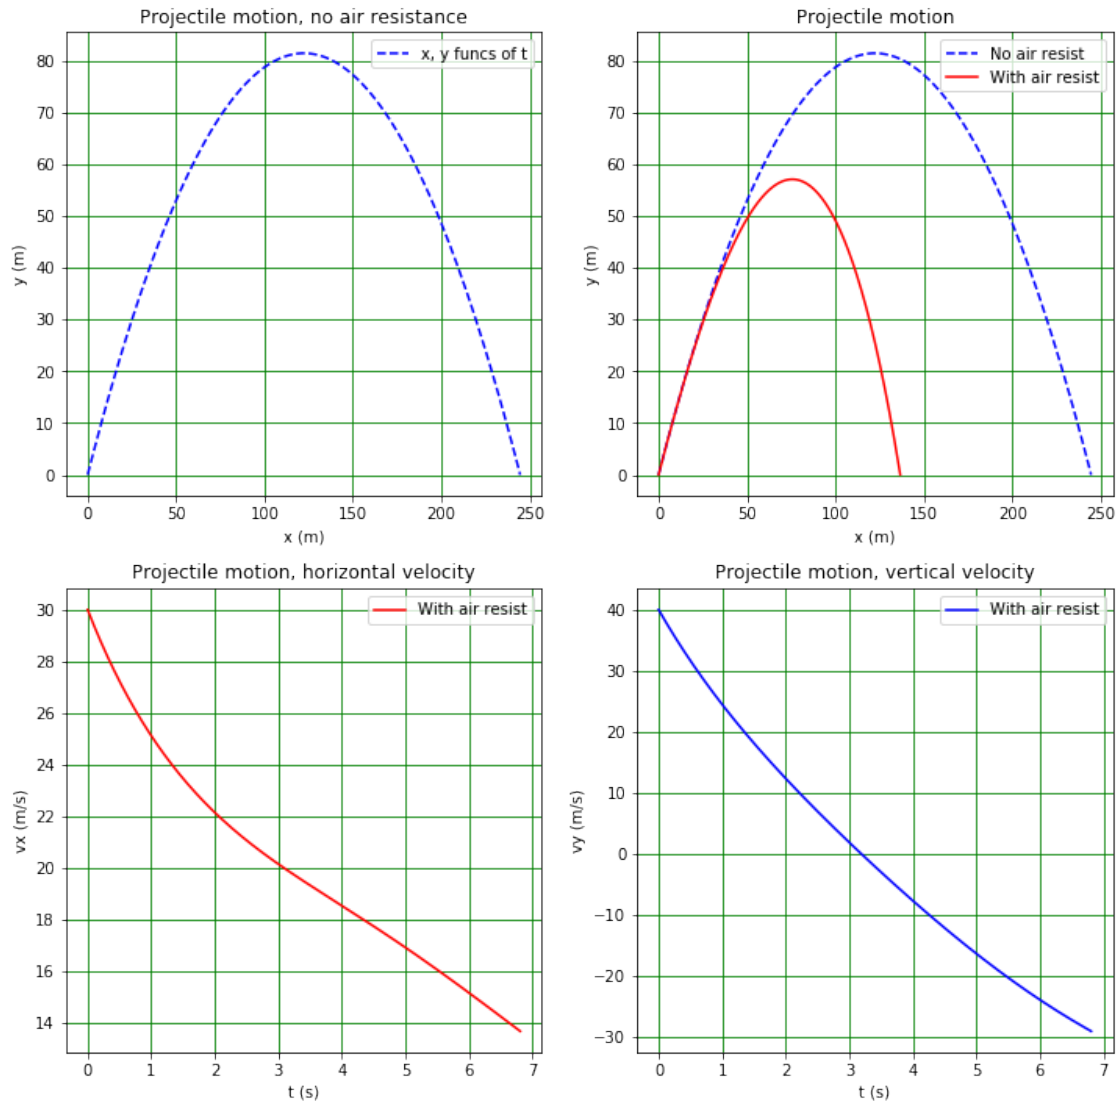 Projectile motion, no air resistance
x, y funcs of t
80
70
60
50
40
30
20
10
0
y (m)
0 50 100 150 200 250
x (m)
Projectile motion
No air resist
With air resist
80
70
60
50
40
30
20
10
0
y (m)
0 50 100 150 200 250
x (m)
Projectile motion, horizontal velocity
With air resist
30
28
26
24
22
20
18
16
14
vx (m/s)
0 1 2 3 4 5 6 7
t (s)
Projectile motion, vertical velocity
With air resist
40
30
20
10
0
−10
−20
−30
vy (m/s)
0 1 2 3 4 5 6 7
t (s)